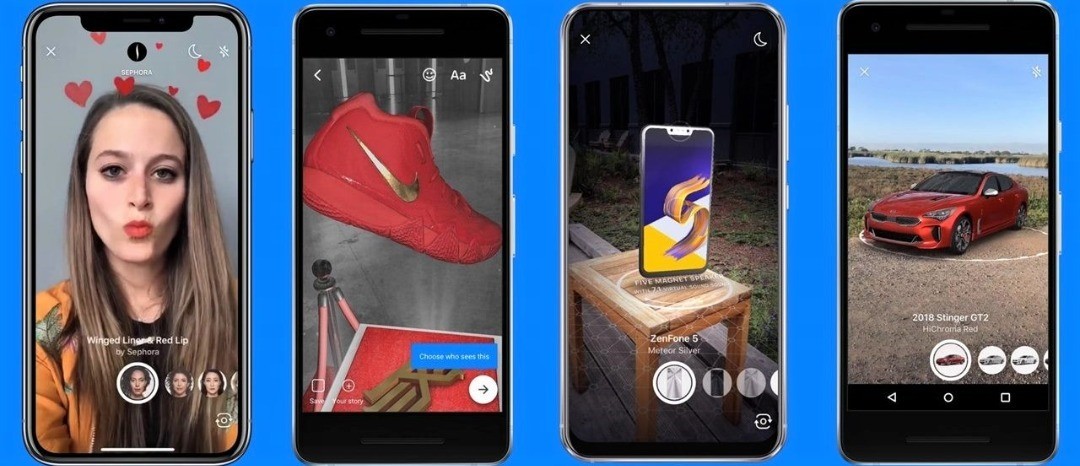 SEPHORA
Winged Liner & Red Lip
by Sephora
Aa
Choose who sees this
Save
Your story
5
FIVE MAGNET SPEAKER
ZenFone 5
Meteor Silver
2018 Stinger GT2
HiChroma Red